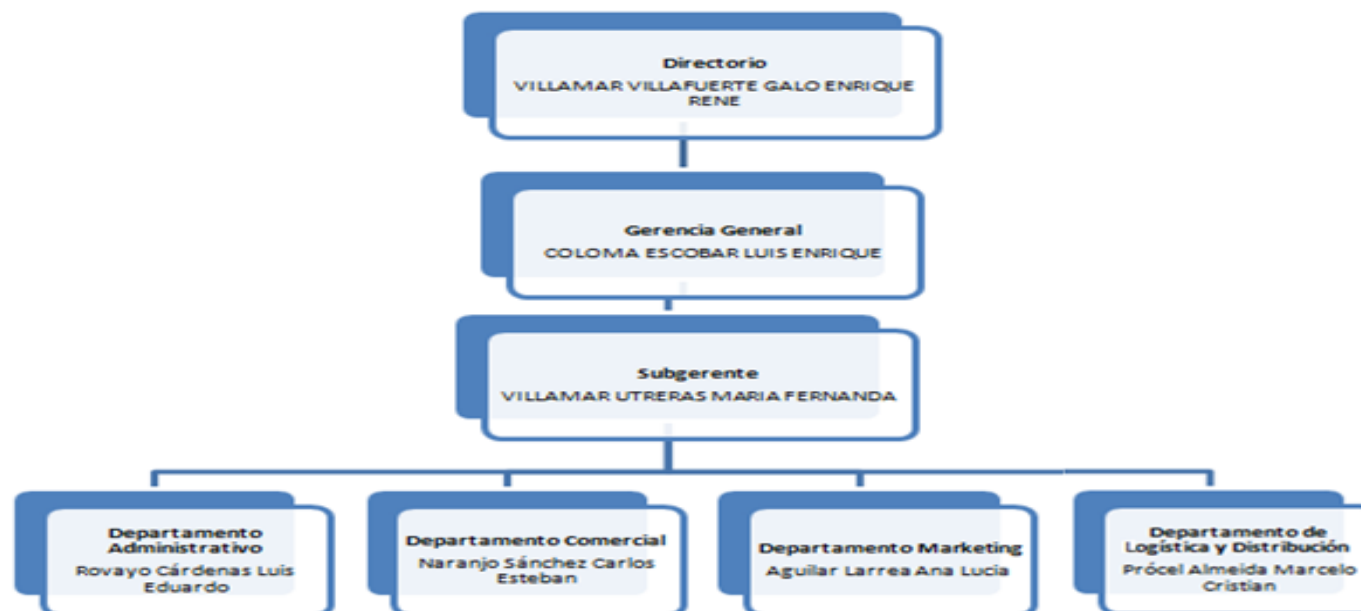 Directorio
VILLAMAR VILLAFUERTE GALO ENRIQUE
RENE
Gerencia General
COLOMA ESCOBAR LUIS ENRIQUE
Subgerente
VILLAMAR UTRERAS MARIA FERNANDA
Departamento
Administrativo
Rovayo Cárdenas Luis
Eduardo
Departamento Comercial
Naranjo Sánchez Carlos
Esteban
Departamento Marketing
Aguilar Larrea Ana Lucia
Departamento de
Logística y Distribución
Prócel Almeida Marcelo
Cristian